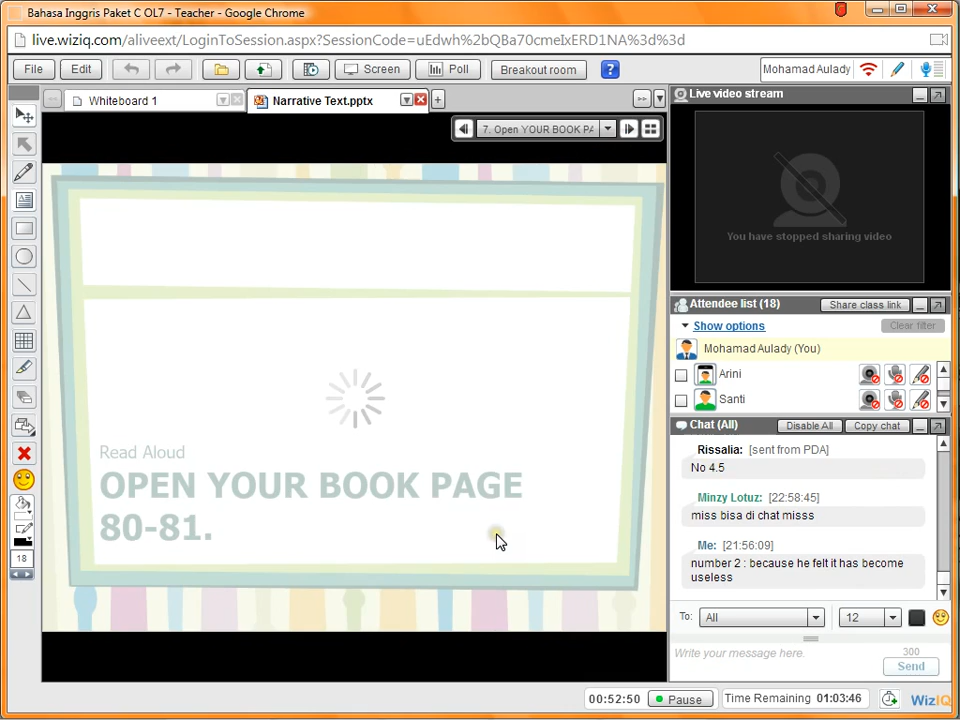 Bahasa Inggris Paket C OL7 - Teacher - Google Chrome
live.wiziq.com/aliveext/LoginToSession.aspx?SessionCode=uEdwh%2bQBa70cmeIxERD1NA%3d%3d
File Edit Screen Poll Breakout room ? Mohamad Aulady
Whiteboard 1 Narrative Text.pptx +
7. Open YOUR BOOK PA
Read Aloud
OPEN YOUR BOOK PAGE
80-81.
18
Live video stream
You have stopped sharing video
Attendee list (18) Share class link
Show options Clear filter
Mohamad Aulady (You)
Arini
Santi
Chat (All) Disable All Copy chat
Rissalia: [sent from PDA]
No 4.5
Minzy Lotuz: [22:58:45]
miss bisa di chat misss
Me: [21:56:09]
number 2 : because he felt it has become
useless
To: All 12
Write your message here. 300
Send
00:52:50 Pause Time Remaining 01:03:46 WizIQ